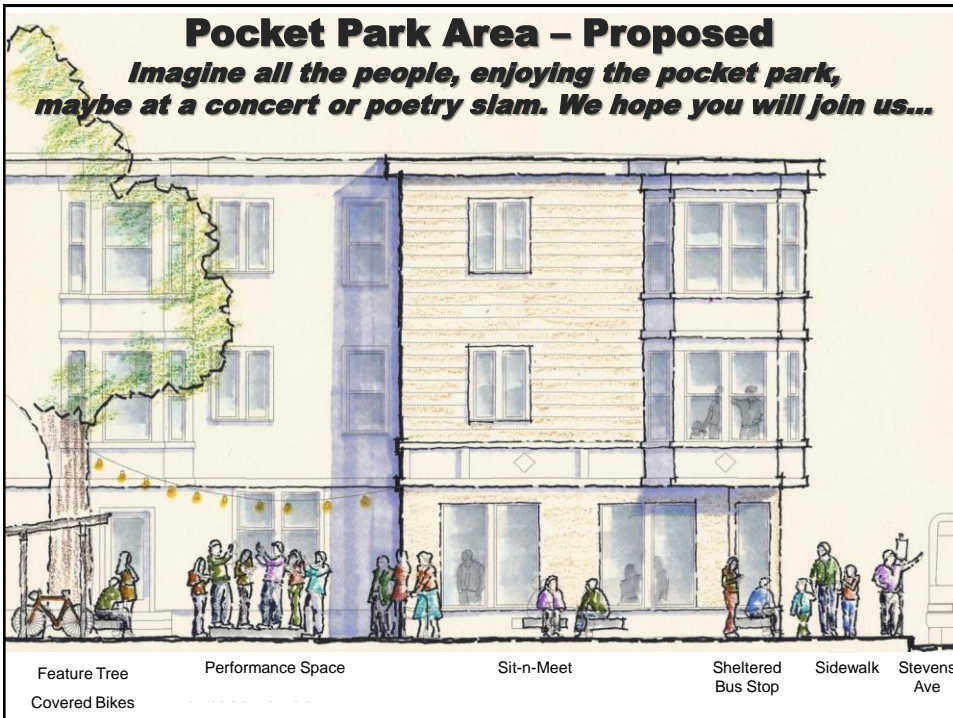 Pocket Park Area – Proposed
Imagine all the people, enjoying the pocket park,
maybe at a concert or poetry slam. We hope you will join us...
Feature Tree
Covered Bikes
Performance Space
Sit-n-Meet
Sheltered
Bus Stop
Sidewalk
Stevens
Ave